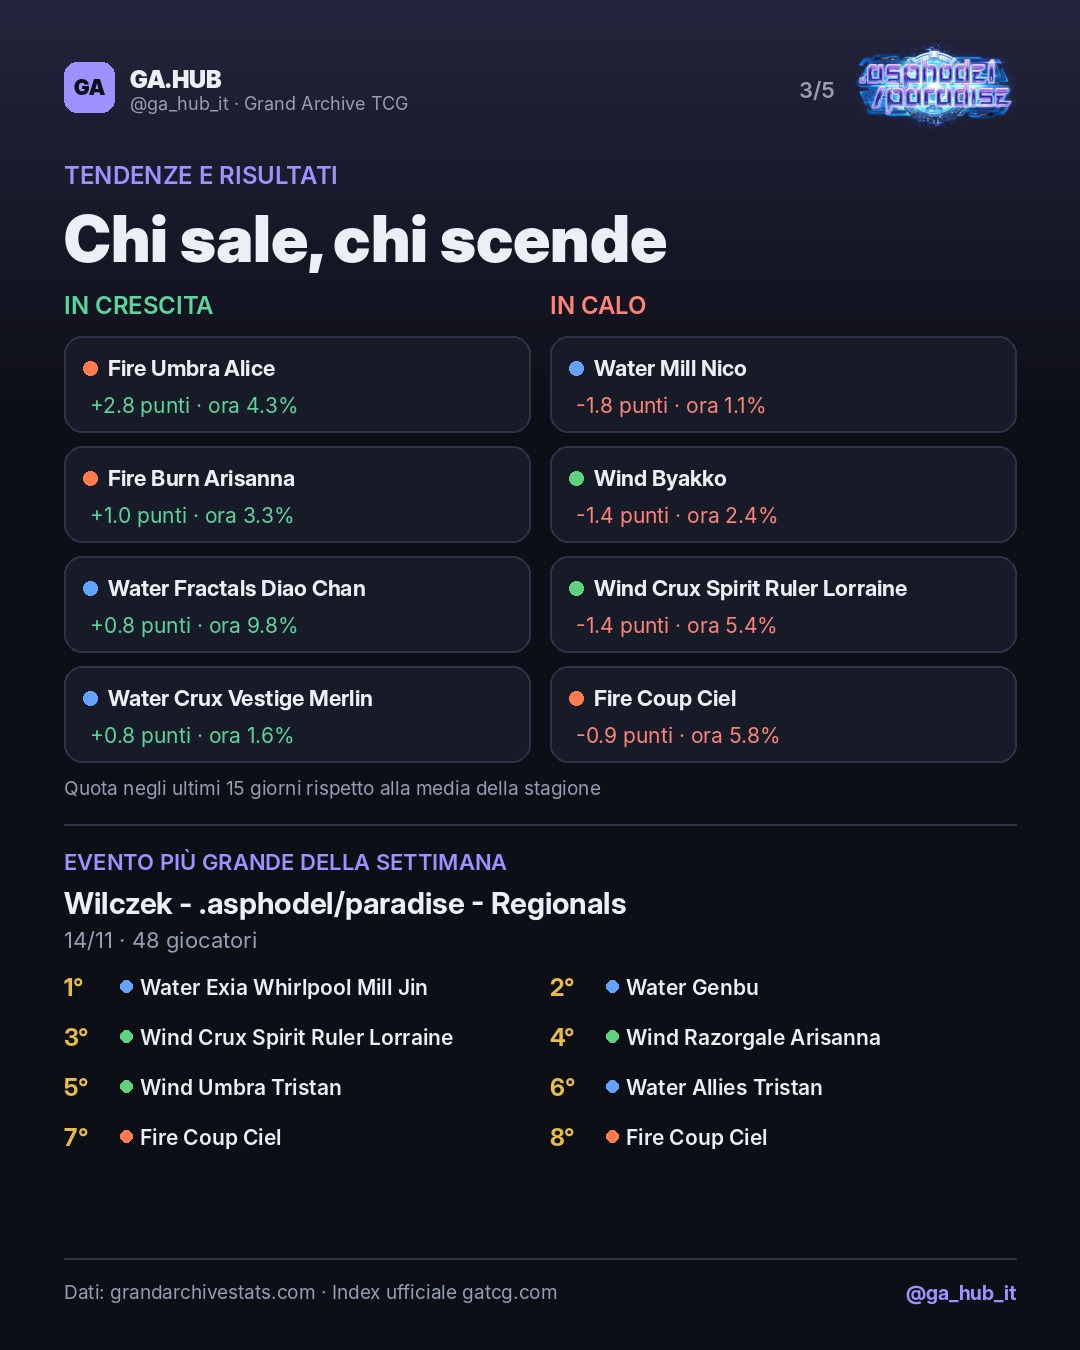 GA
GA.HUB
@ga_hub_it · Grand Archive TCG
3/5
.asphodel
/paradise
TENDENZE E RISULTATI
Chi sale, chi scende
IN CRESCITA
Fire Umbra Alice
+2.8 punti · ora 4.3%
Fire Burn Arisanna
+1.0 punti · ora 3.3%
Water Fractals Diao Chan
+0.8 punti · ora 9.8%
Water Crux Vestige Merlin
+0.8 punti · ora 1.6%
IN CALO
Water Mill Nico
-1.8 punti · ora 1.1%
Wind Byakko
-1.4 punti · ora 2.4%
Wind Crux Spirit Ruler Lorraine
-1.4 punti · ora 5.4%
Fire Coup Ciel
-0.9 punti · ora 5.8%
Quota negli ultimi 15 giorni rispetto alla media della stagione
EVENTO PIÙ GRANDE DELLA SETTIMANA
Wilczek - .asphodel/paradise - Regionals
14/11 · 48 giocatori
1° Water Exia Whirlpool Mill Jin
2° Water Genbu
3° Wind Crux Spirit Ruler Lorraine
4° Wind Razorgale Arisanna
5° Wind Umbra Tristan
6° Water Allies Tristan
7° Fire Coup Ciel
8° Fire Coup Ciel
Dati: grandarchivestats.com · Index ufficiale gatcg.com
@ga_hub_it